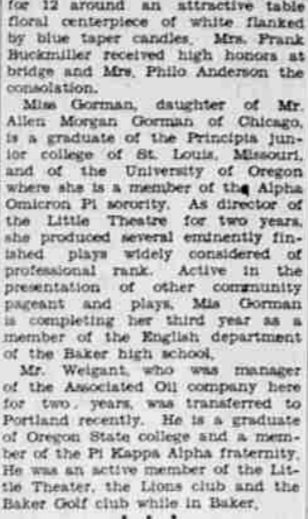 for 12 around an attractive table
floral centerpiece of white flanked
by blue taper candles. Mrs. Frank
Buckmiller received high honors at
bridge and Mrs. Philo Anderson the
consolation.
Miss Gorman, daughter of Mr.
Allen Morgan Gorman of Chicago,
is a graduate of the Principia jun-
ior college of St. Louis, Missouri,
and of the University of Oregon
where she is a member of the Alpha
Omicron Pi sorority. As director of
the Little Theatre for two years,
she produced several eminently fin-
ished plays widely considered of
professional rank. Active in the
presentation of other community
pageant and plays, Mis Gorman
is completing her third year as a
member of the English department
of the Baker high school.
Mr. Weigant, who was manager
of the Associated Oil company here
for two years, was transferred to
Portland recently. He is a graduate
of Oregon State college and a mem-
ber of the Pi Kappa Alpha fraternity.
He was an active member of the Lit-
tle Theater, the Lions club and the
Baker Golf club while in Baker.